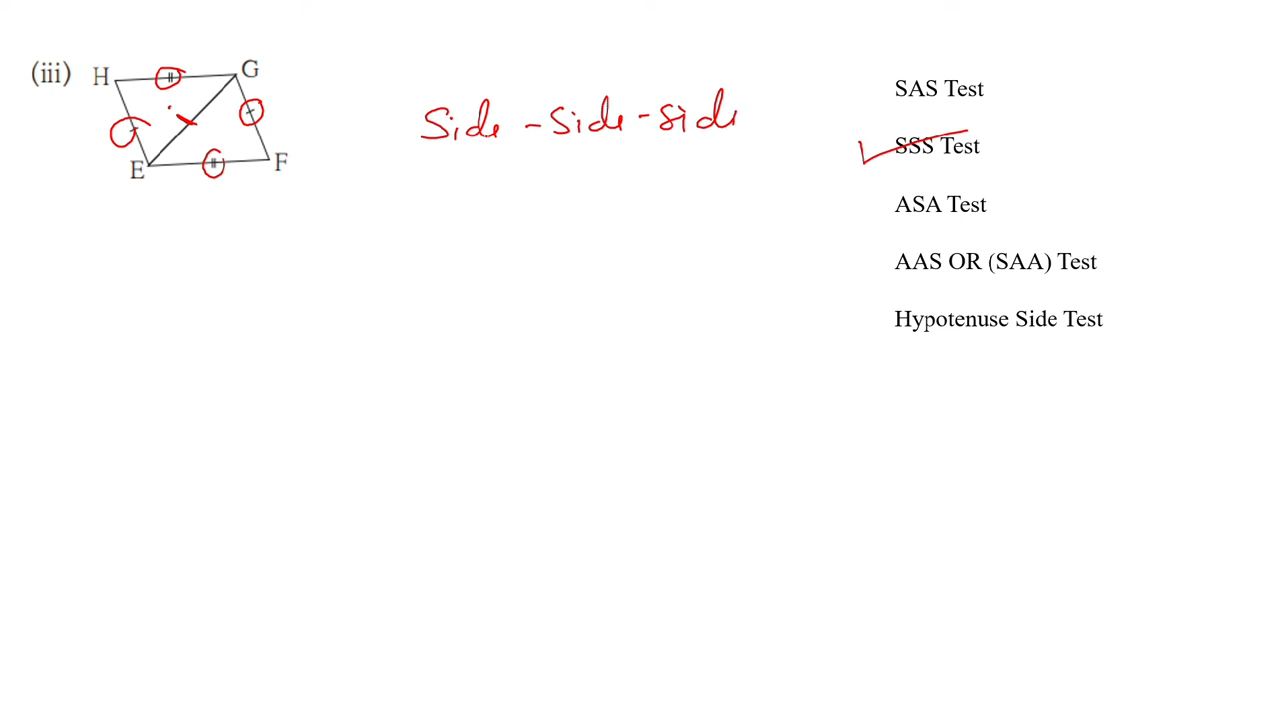 (iii) H G
E F
Side - Side - Side
SAS Test
SSS Test
ASA Test
AAS OR (SAA) Test
Hypotenuse Side Test